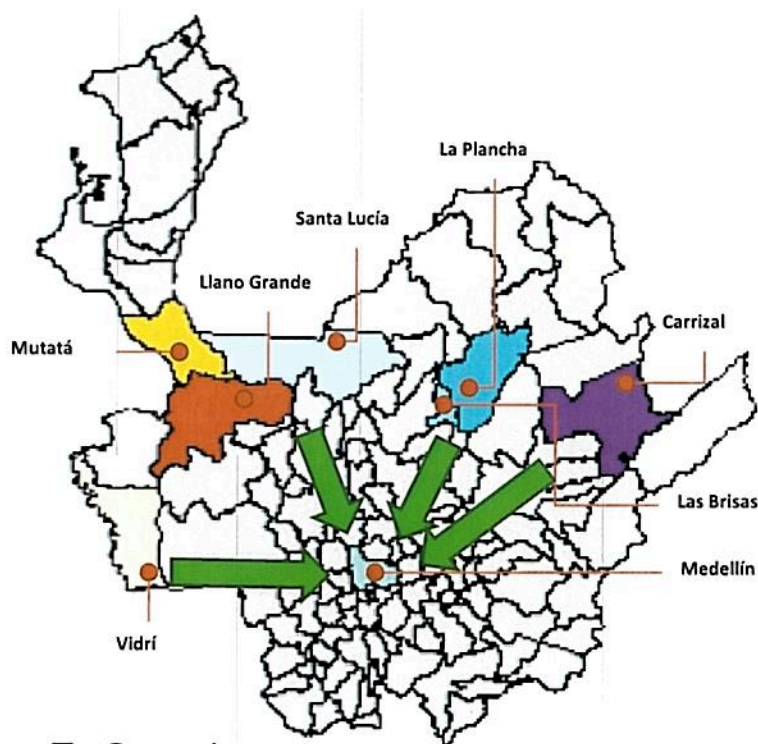 La Plancha
Santa Lucía
Llano Grande
Carrizal
Mutatá
Las Brisas
Medellín
Vidrí